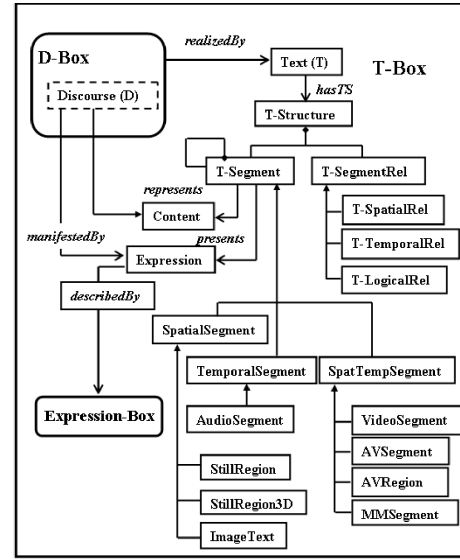 realizedBy
D-Box
Text (T)
T-Box
Discourse (D)
hasTS
T-Structure
T-Segment
T-SegmentRel
represents
Content
T-SpatialRel
manifestedBy
presents
T-TemporalRel
Expression
T-LogicalRel
describedBy
SpatialSegment
TemporalSegment
SpatTempSegment
Expression-Box
AudioSegment
VideoSegment
AVSegment
StillRegion
AVRegion
StillRegion3D
MMSegment
ImageText